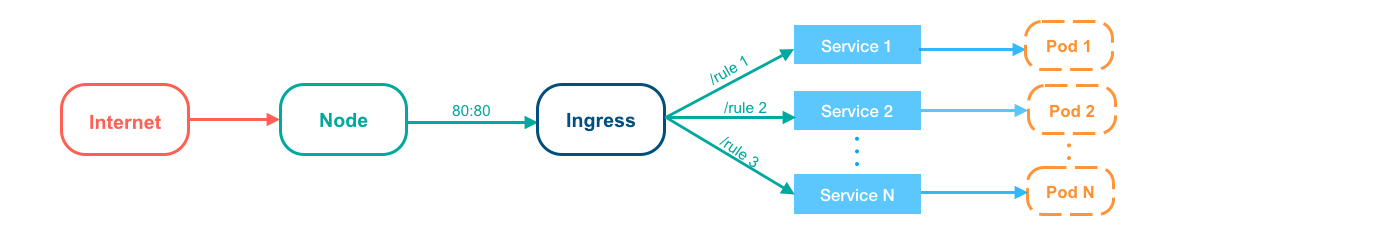 Internet
Node
80:80
Ingress
/rule 1
/rule 2
/rule 3
Service 1
Service 2
Service N
Pod 1
Pod 2
Pod N